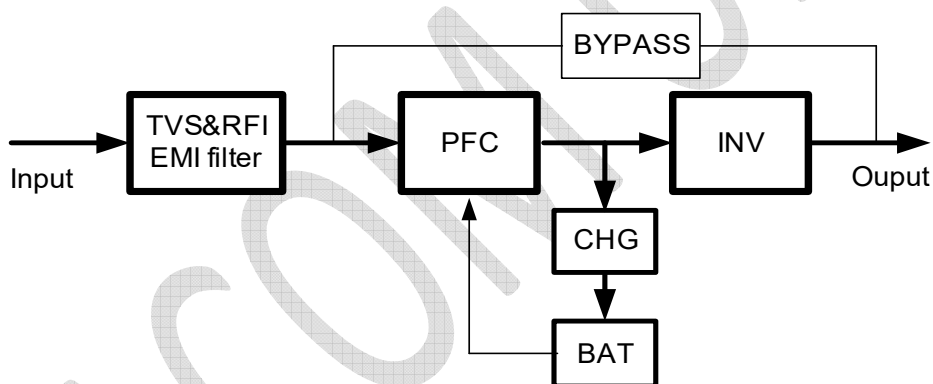 BYPASS
TVS&RFI
EMI filter
PFC
INV
Input
Ouput
CHG
BAT